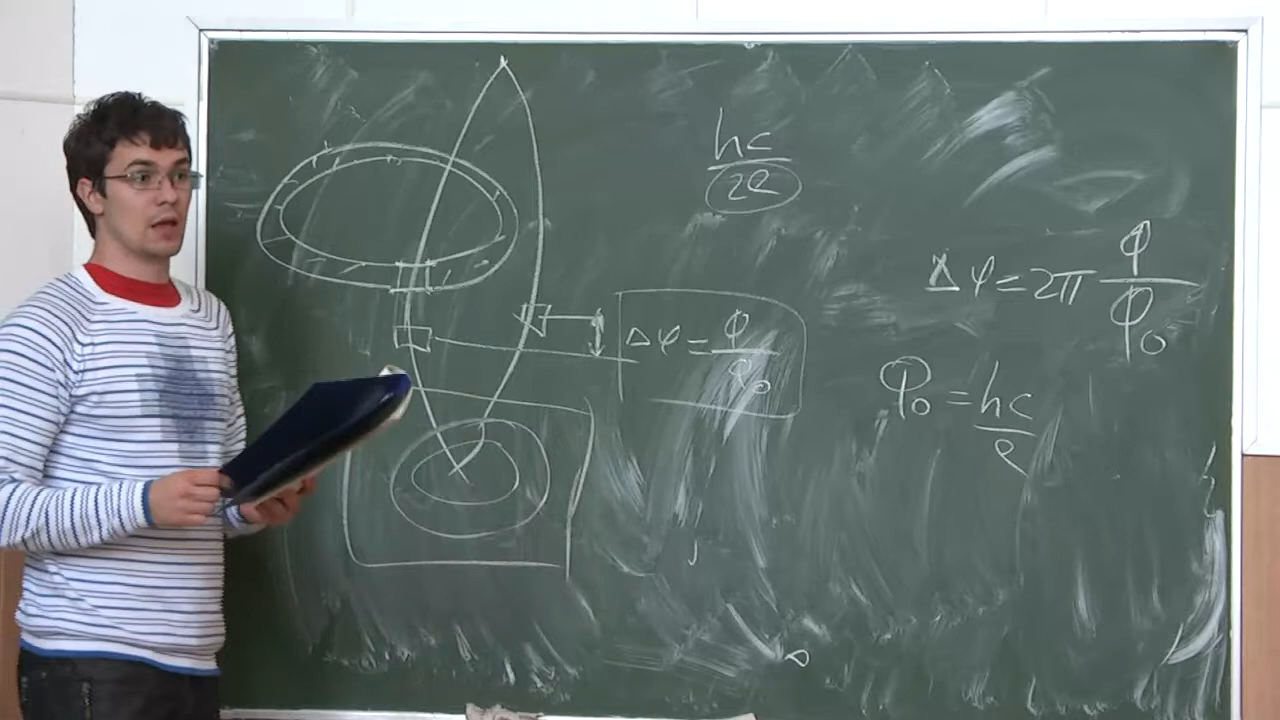 hc
2e
Δφ = Φ
Φ₀
Δφ = 2π Φ
Φ₀
Φ₀ = hc
e